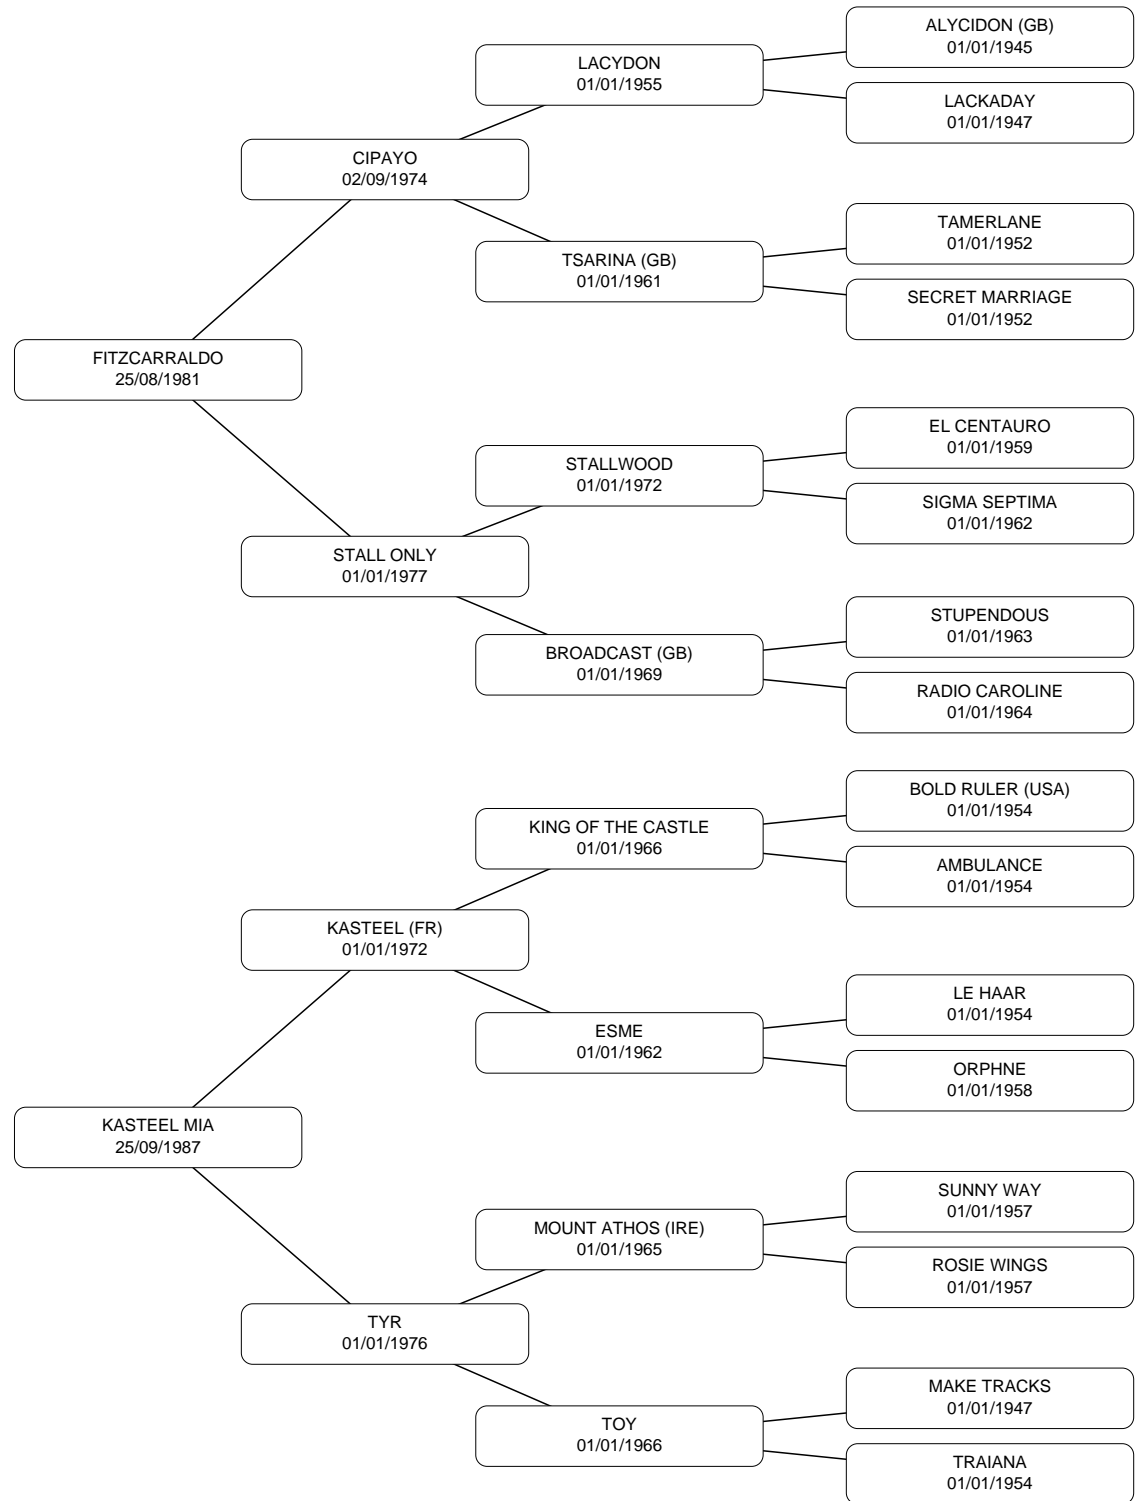 ALYCIDON (GB)
01/01/1945
LACYDON
01/01/1955
LACKADAY
01/01/1947
CIPAYO
02/09/1974
TAMERLANE
01/01/1952
TSARINA (GB)
01/01/1961
SECRET MARRIAGE
01/01/1952
FITZCARRALDO
25/08/1981
EL CENTAURO
01/01/1959
STALLWOOD
01/01/1972
SIGMA SEPTIMA
01/01/1962
STALL ONLY
01/01/1977
STUPENDOUS
01/01/1963
BROADCAST (GB)
01/01/1969
RADIO CAROLINE
01/01/1964
BOLD RULER (USA)
01/01/1954
KING OF THE CASTLE
01/01/1966
AMBULANCE
01/01/1954
KASTEEL (FR)
01/01/1972
LE HAAR
01/01/1954
ESME
01/01/1962
ORPHNE
01/01/1958
KASTEEL MIA
25/09/1987
SUNNY WAY
01/01/1957
MOUNT ATHOS (IRE)
01/01/1965
ROSIE WINGS
01/01/1957
TYR
01/01/1976
MAKE TRACKS
01/01/1947
TOY
01/01/1966
TRAIANA
01/01/1954